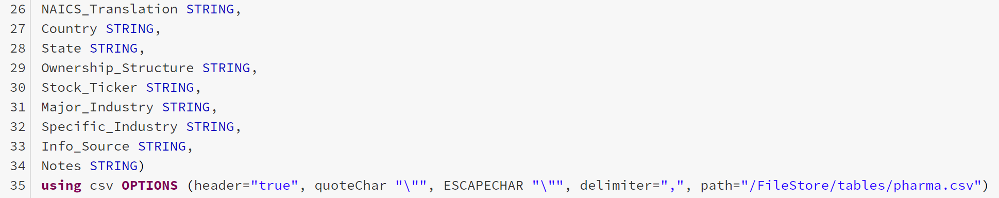 26 NAICS_Translation STRING,
27 Country STRING,
28 State STRING,
29 Ownership_Structure STRING,
30 Stock_Ticker STRING,
31 Major_Industry STRING,
32 Specific_Industry STRING,
33 Info_Source STRING,
34 Notes STRING)
35 using csv OPTIONS (header="true", quoteChar "\"", ESCAPECHAR "\"", delimiter=",", path="/FileStore/tables/pharma.csv")